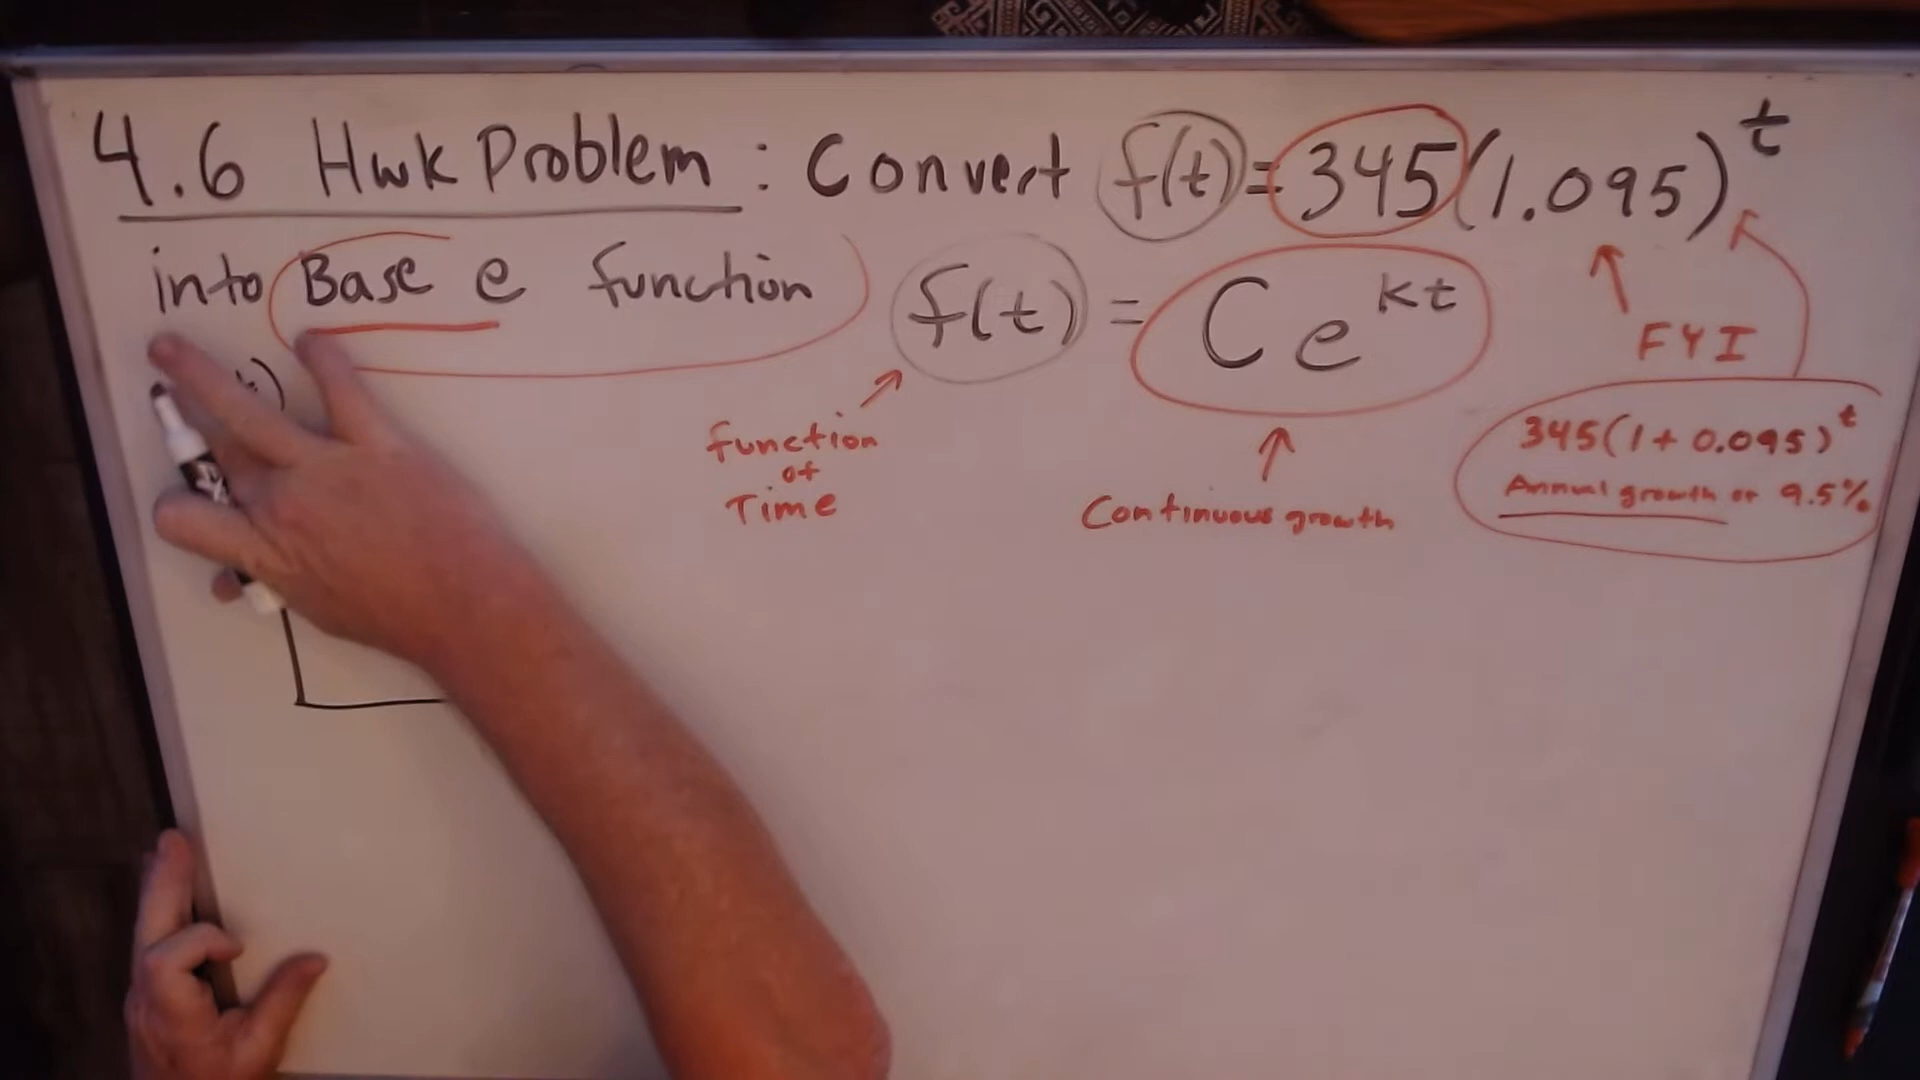 4.6 Hwk Problem : Convert f(t) = 345(1.095)^t
into Base e function f(t) = Ce^kt
FYI
function
of
Time
Continuous growth
345(1 + 0.095)^t
Annual growth of 9.5%